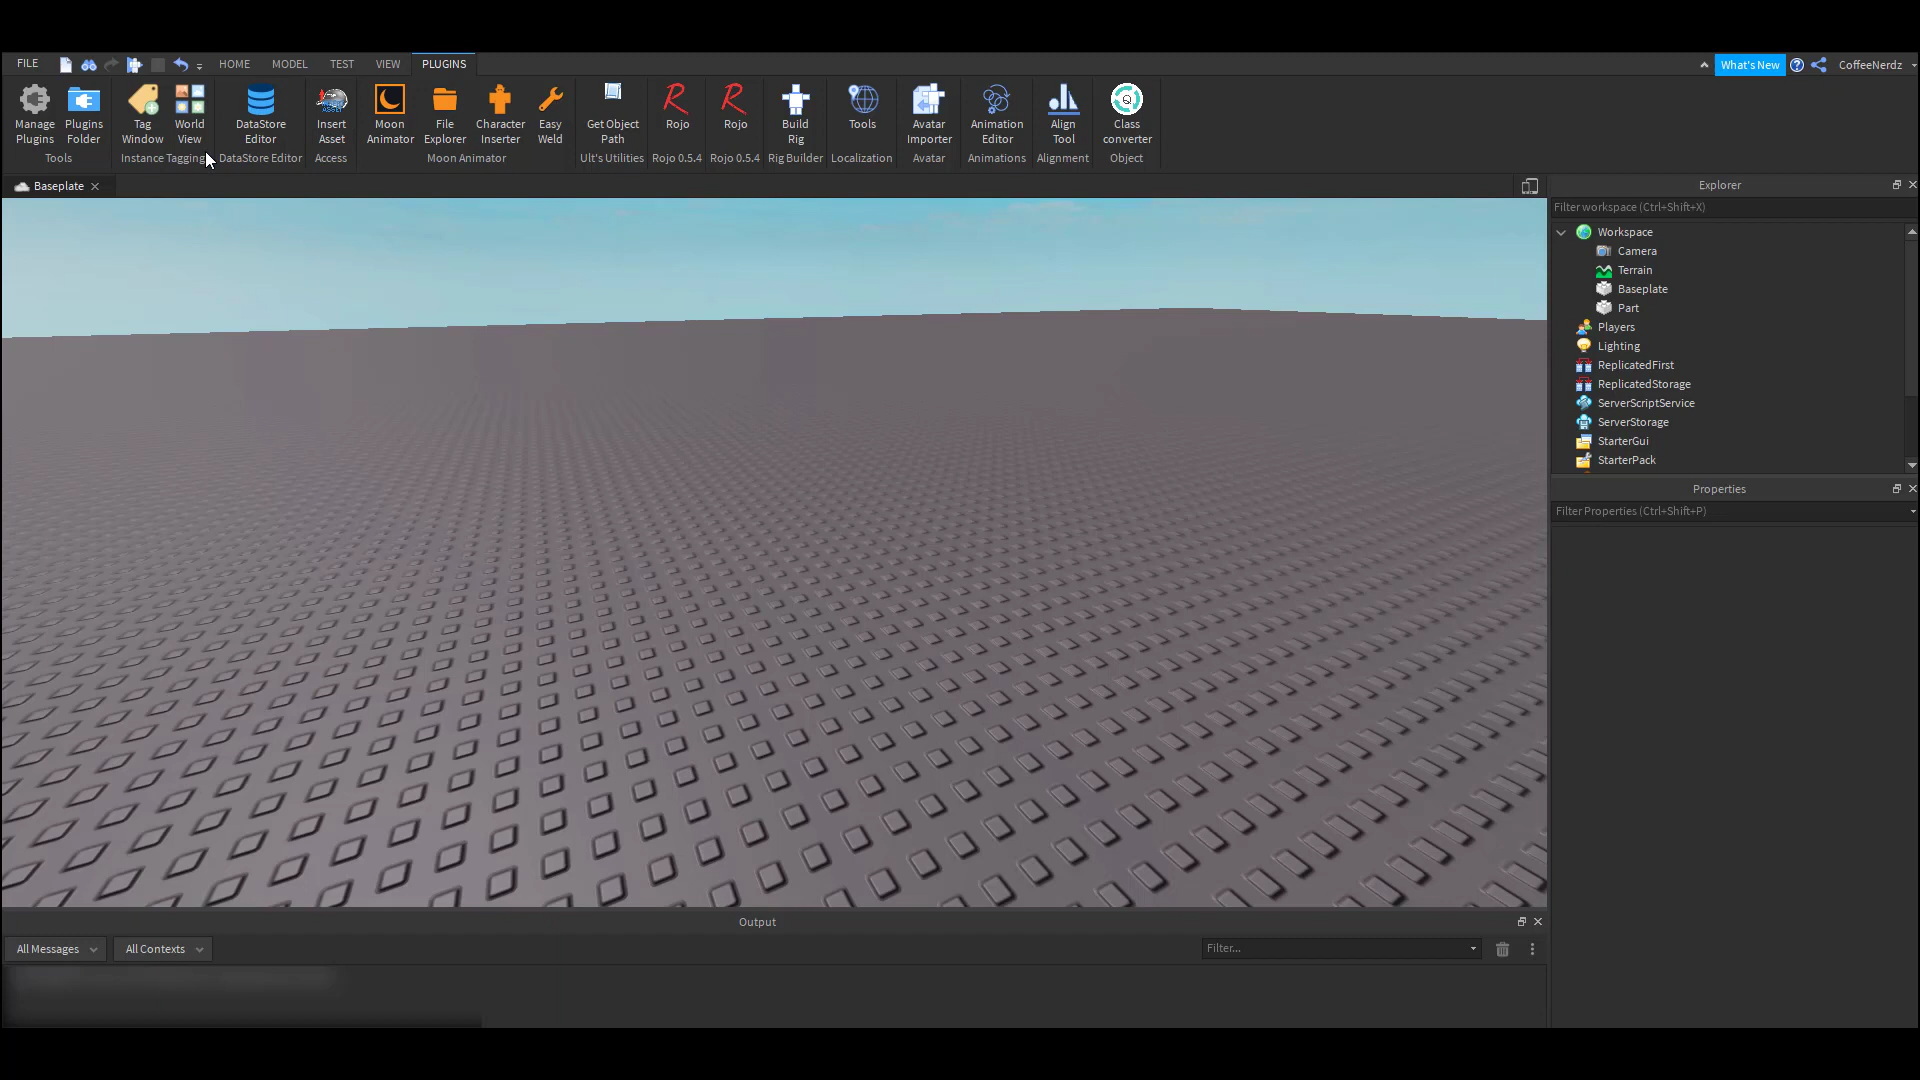 FILE HOME MODEL TEST VIEW PLUGINS What's New CoffeeNerdz
Manage Plugins
Plugins Folder
Tools
Tag Window
World View
Instance Tagging
DataStore Editor
DataStore Editor
Insert Asset
Access
Moon Animator
File Explorer
Character Inserter
Easy Weld
Moon Animator
Get Object Path
Ult's Utilities
Rojo
Rojo 0.5.4
Rojo
Rojo 0.5.4
Build Rig
Rig Builder
Tools
Localization
Avatar Importer
Avatar
Animation Editor
Animations
Align Tool
Alignment
Class converter
Object
Baseplate
Explorer
Filter workspace (Ctrl+Shift+X)
Workspace
Camera
Terrain
Baseplate
Part
Players
Lighting
ReplicatedFirst
ReplicatedStorage
ServerScriptService
ServerStorage
StarterGui
StarterPack
Properties
Filter Properties (Ctrl+Shift+P)
Output
All Messages All Contexts Filter...